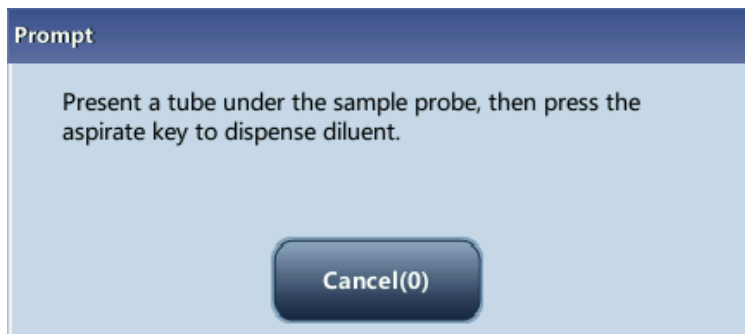 Prompt
Present a tube under the sample probe, then press the
aspirate key to dispense diluent.
Cancel(0)